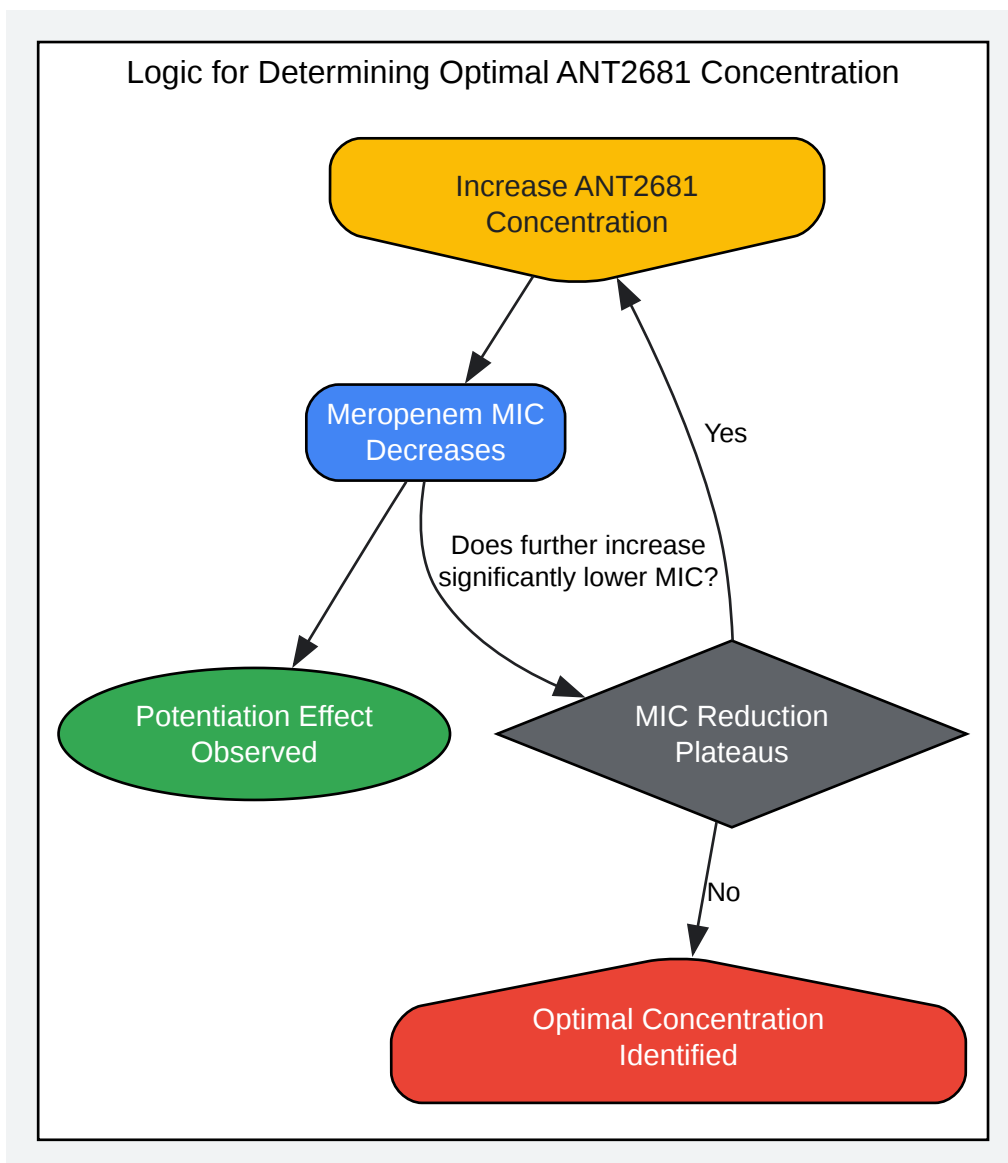 Logic for Determining Optimal ANT2681 Concentration
Increase ANT2681
Concentration
Meropenem MIC
Decreases
Yes
Does further increase
significantly lower MIC?
Potentiation Effect
Observed
MIC Reduction
Plateaus
No
Optimal Concentration
Identified